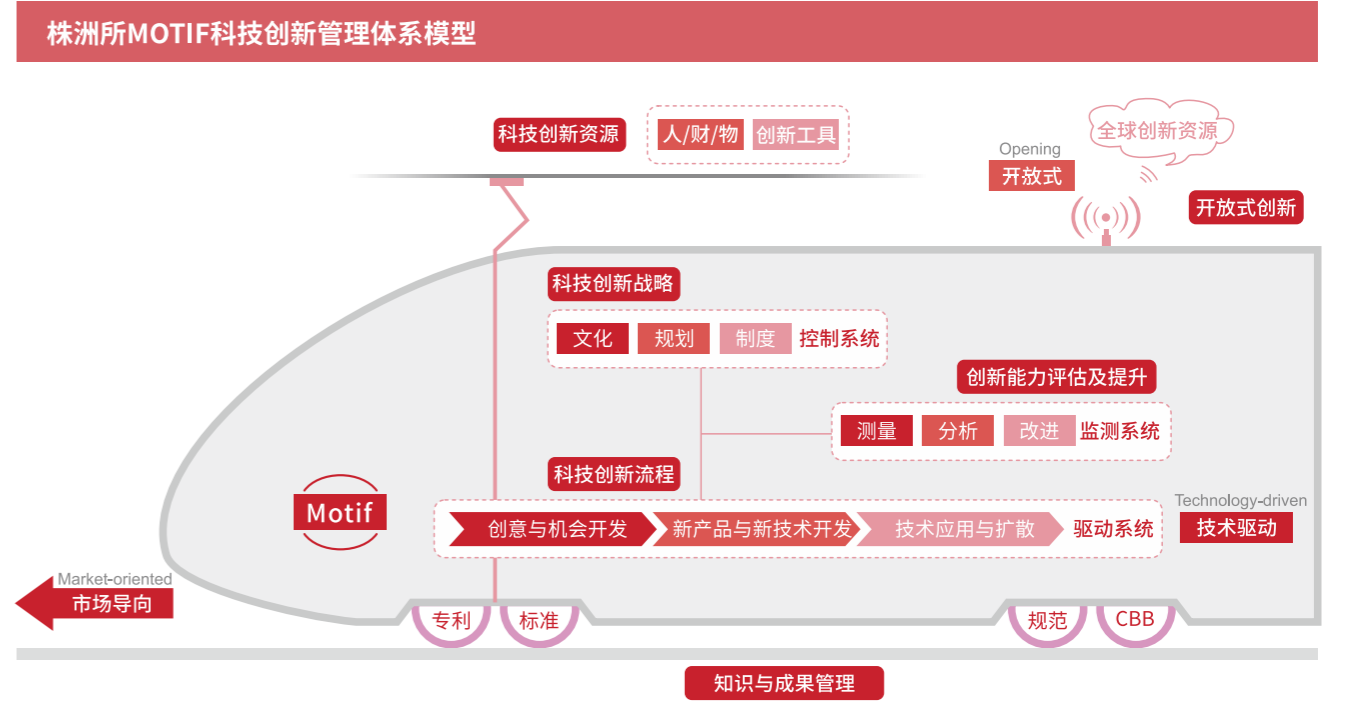 株洲所MOTIF科技创新管理体系模型
科技创新资源
人/财/物
创新工具
全球创新资源
Opening
开放式
开放式创新
科技创新战略
文化
规划
制度
控制系统
创新能力评估及提升
测量
分析
改进
监测系统
科技创新流程
Motif
创意与机会开发
新产品与新技术开发
技术应用与扩散
驱动系统
Technology-driven
技术驱动
Market-oriented
市场导向
专利
标准
规范
CBB
知识与成果管理